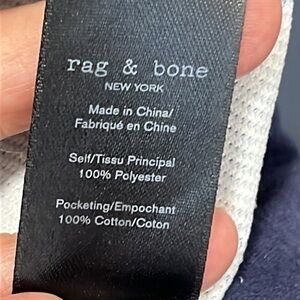 rag & bone
NEW YORK
Made in China/
Fabriqué en Chine
Self/Tissu Principal
100% Polyester
Pocketing/Empochant
100% Cotton/Coton